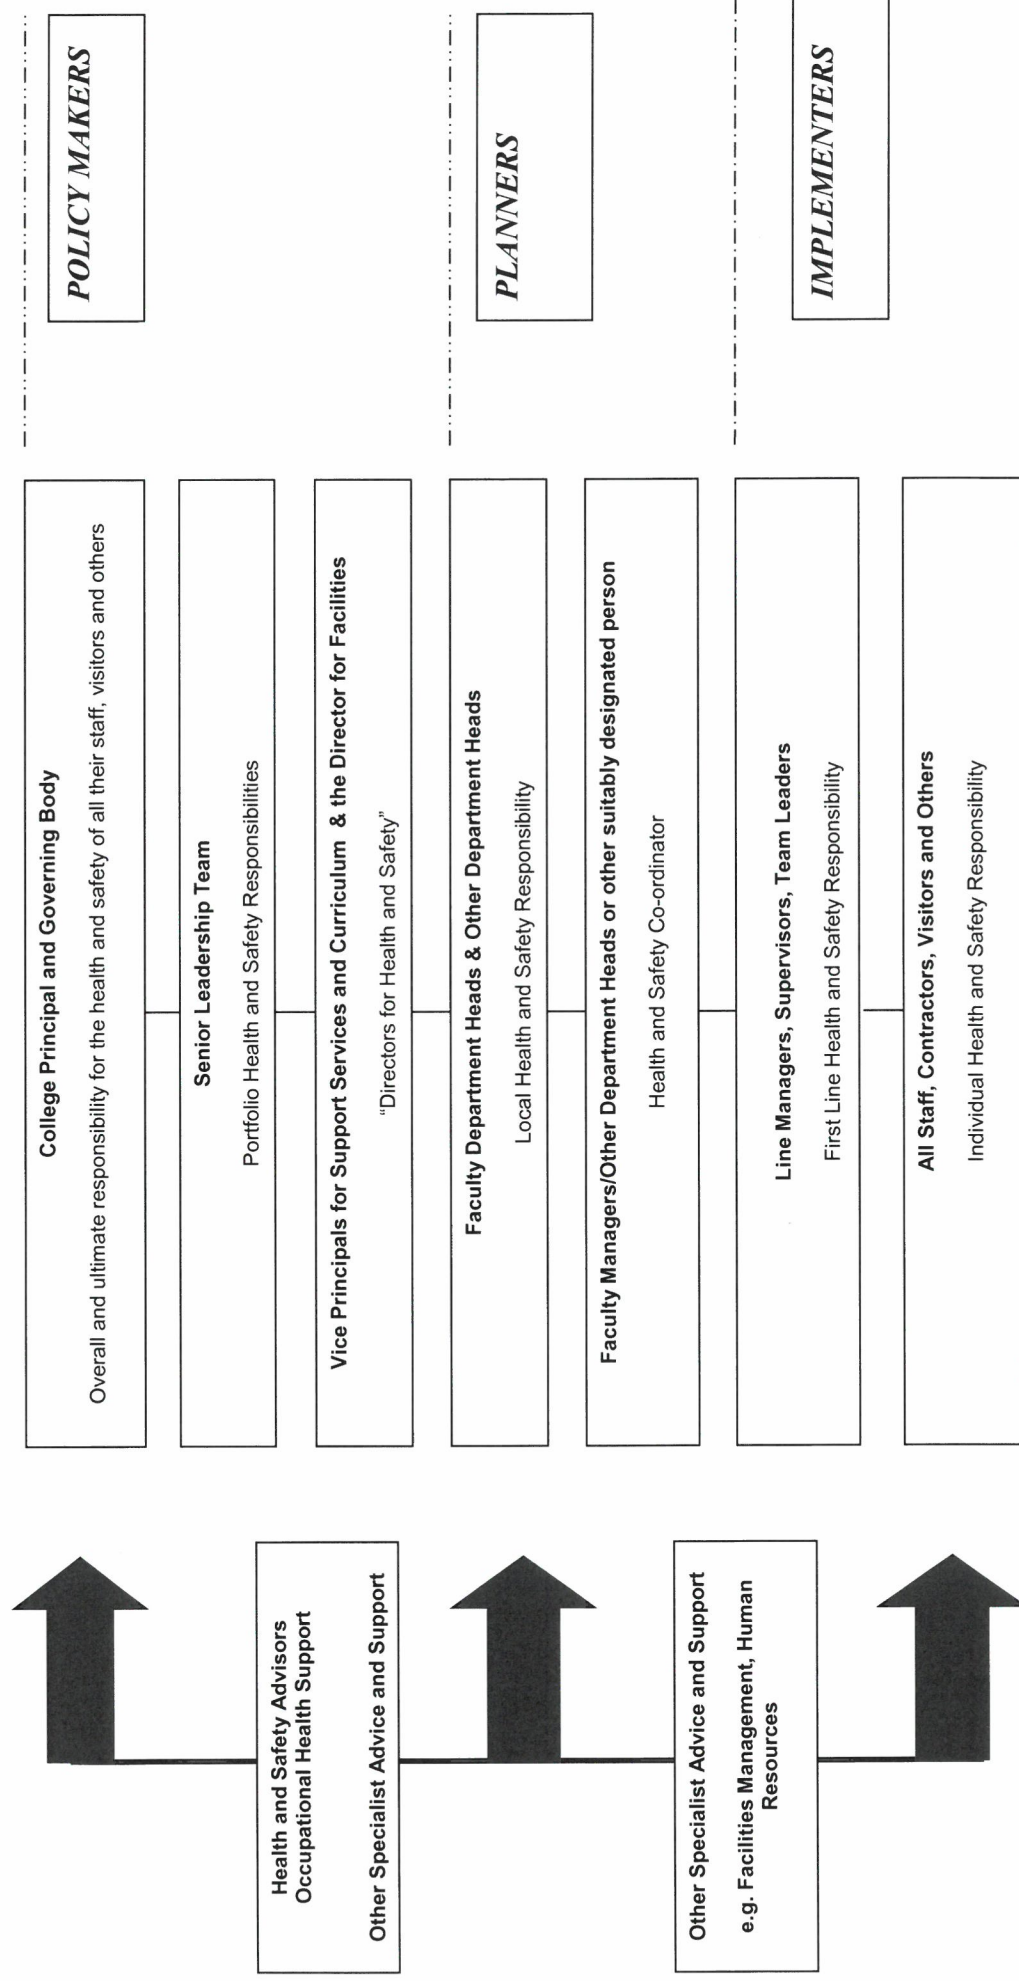 Health and Safety Advisors
Occupational Health Support
Other Specialist Advice and Support
Other Specialist Advice and Support
e.g. Facilities Management, Human
Resources
College Principal and Governing Body
Overall and ultimate responsibility for the health and safety of all their staff, visitors and others
Senior Leadership Team
Portfolio Health and Safety Responsibilities
Vice Principals for Support Services and Curriculum & the Director for Facilities
“Directors for Health and Safety”
Faculty Department Heads & Other Department Heads
Local Health and Safety Responsibility
Faculty Managers/Other Department Heads or other suitably designated person
Health and Safety Co-ordinator
Line Managers, Supervisors, Team Leaders
First Line Health and Safety Responsibility
All Staff, Contractors, Visitors and Others
Individual Health and Safety Responsibility
POLICY MAKERS
PLANNERS
IMPLEMENTERS